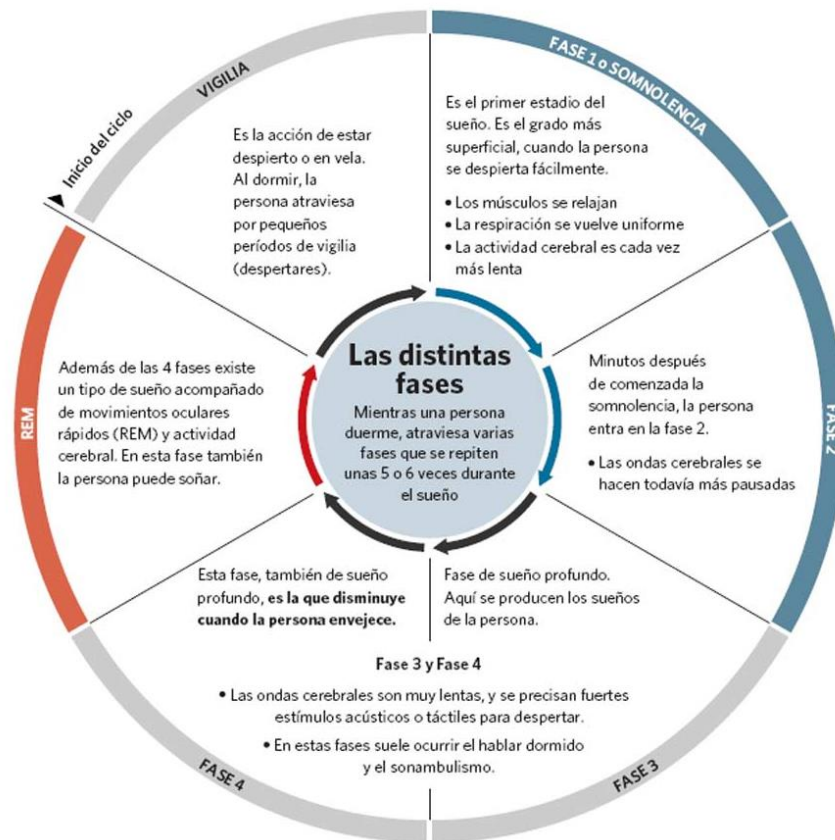 Inicio del ciclo
VIGILIA
Es la acción de estar
despierto o en vela.
Al dormir, la
persona atraviesa
por pequeños
períodos de vigilia
(despertares).
FASE 1 o SOMNOLENCIA
Es el primer estadio del
sueño. Es el grado más
superficial, cuando la persona
se despierta fácilmente.
• Los músculos se relajan
• La respiración se vuelve uniforme
• La actividad cerebral es cada vez
más lenta
FASE 2
Minutos después
de comenzada la
somnolencia, la persona
entra en la fase 2.
• Las ondas cerebrales se
hacen todavía más pausadas
Las distintas
fases
Mientras una persona
duerme, atraviesa varias
fases que se repiten
unas 5 o 6 veces durante
el sueño
REM
Además de las 4 fases existe
un tipo de sueño acompañado
de movimientos oculares
rápidos (REM) y actividad
cerebral. En esta fase también
la persona puede soñar.
Esta fase, también de sueño
profundo, es la que disminuye
cuando la persona envejece.
Fase de sueño profundo.
Aquí se producen los sueños
de la persona.
Fase 3 y Fase 4
• Las ondas cerebrales son muy lentas, y se precisan fuertes
estímulos acústicos o táctiles para despertar.
• En estas fases suele ocurrir el hablar dormido
y el sonambulismo.
FASE 4
FASE 3